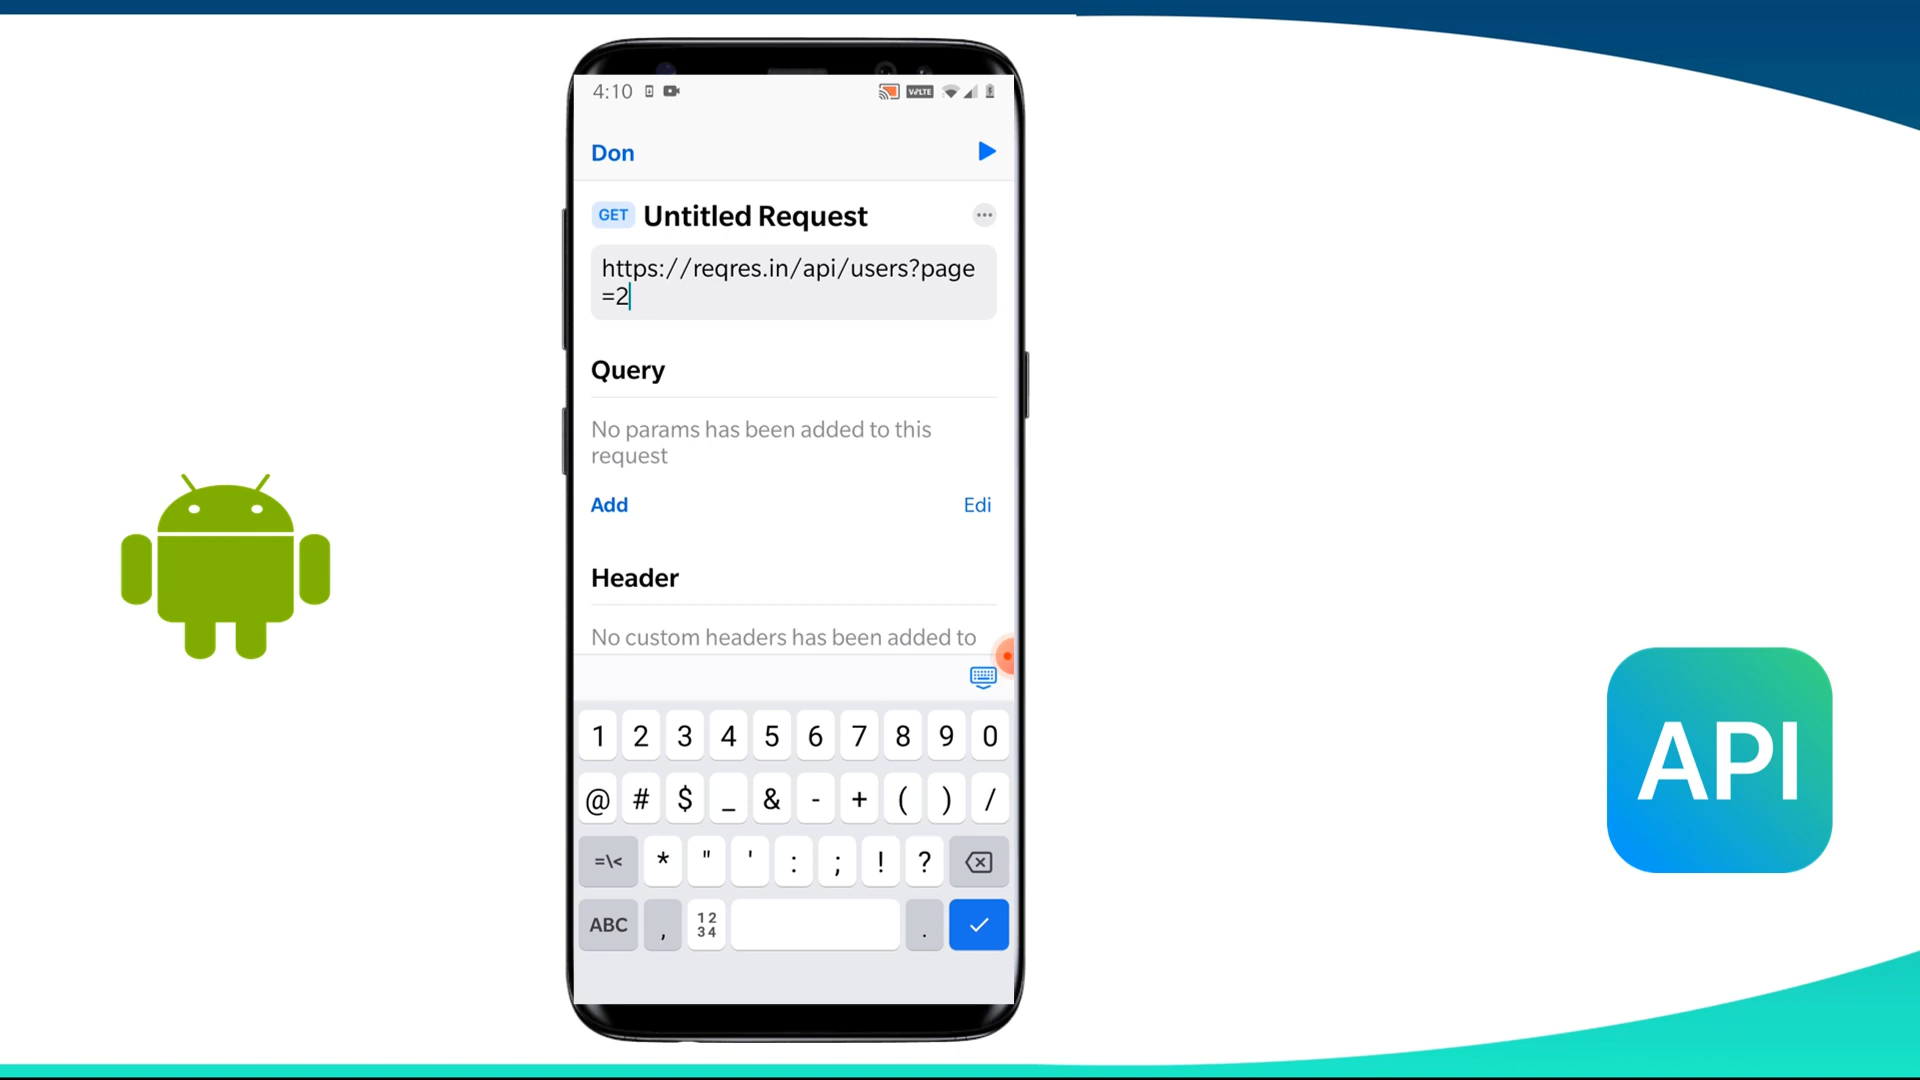 4:10
VoLTE
Don
GET Untitled Request
https://reqres.in/api/users?page
=2
Query
No params has been added to this
request
Add Edi
Header
No custom headers has been added to
1 2 3 4 5 6 7 8 9 0
@ # $ _ & - + ( ) /
=\< * " ' : ; ! ?
ABC , 12 .
34
API